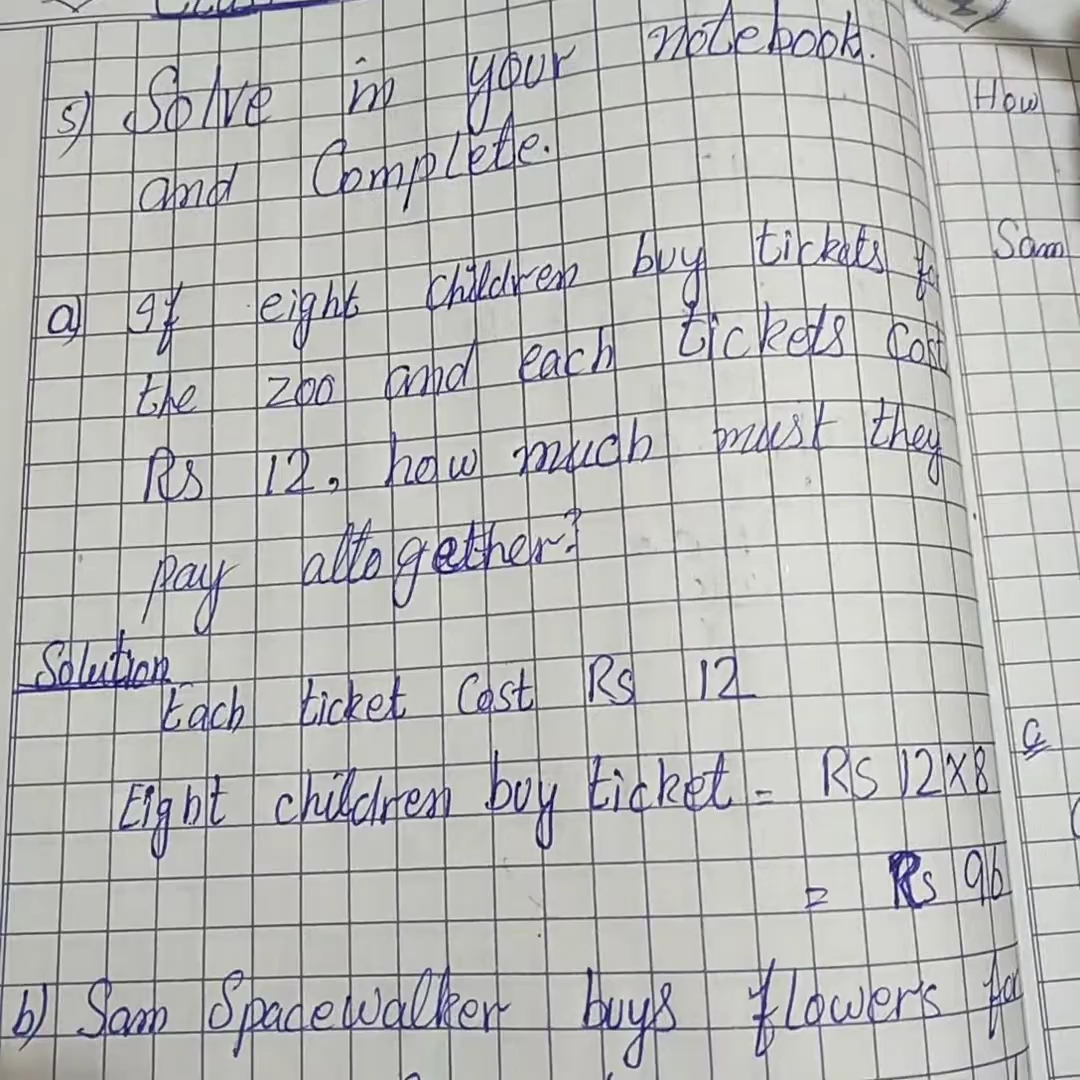 5) Solve in your notebook.
and Complete.
a) If eight children buy tickets for
the zoo and each tickets Cost
Rs 12, how much must they
pay altogether?
Solution
Each ticket Cost Rs 12
Eight children buy ticket = Rs 12×8
= Rs 96
b) Sam Spacewalker buys flowers for
How
Sam
c